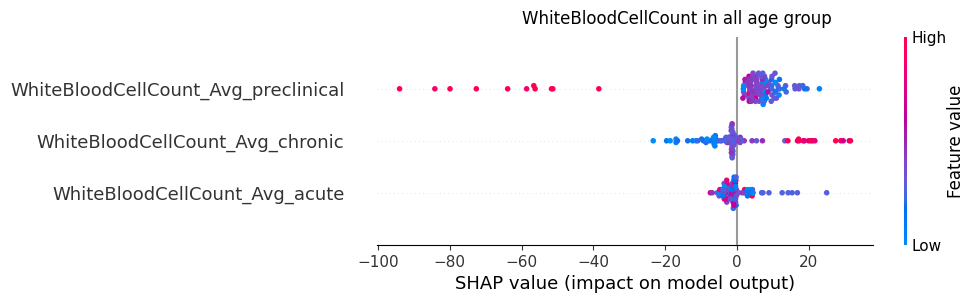 WhiteBloodCellCount in all age group
High
WhiteBloodCellCount_Avg_preclinical
WhiteBloodCellCount_Avg_chronic
WhiteBloodCellCount_Avg_acute
Feature value
Low
−100 −80 −60 −40 −20 0 20
SHAP value (impact on model output)